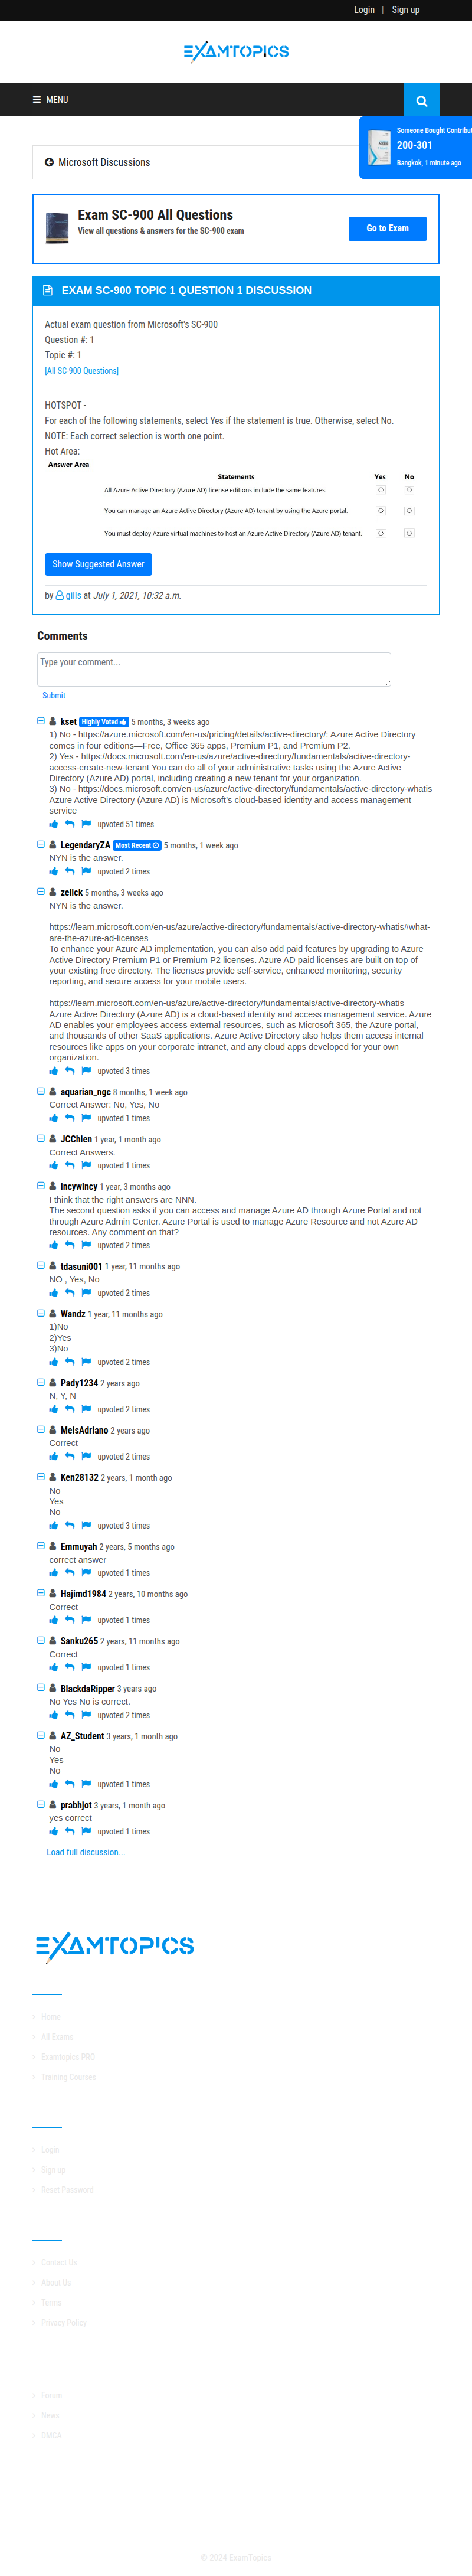 Login | Sign up
EXAMTOPICS
MENU
Someone Bought Contribut
200-301
Bangkok, 1 minute ago
Microsoft Discussions
Exam SC-900 All Questions
View all questions & answers for the SC-900 exam
Go to Exam
EXAM SC-900 TOPIC 1 QUESTION 1 DISCUSSION
Actual exam question from Microsoft's SC-900
Question #: 1
Topic #: 1
[All SC-900 Questions]
HOTSPOT -
For each of the following statements, select Yes if the statement is true. Otherwise, select No.
NOTE: Each correct selection is worth one point.
Hot Area:
Answer Area
Statements Yes No
All Azure Active Directory (Azure AD) license editions include the same features.
You can manage an Azure Active Directory (Azure AD) tenant by using the Azure portal.
You must deploy Azure virtual machines to host an Azure Active Directory (Azure AD) tenant.
Show Suggested Answer
by gills at July 1, 2021, 10:32 a.m.
Comments
Type your comment...
Submit
kset Highly Voted 5 months, 3 weeks ago
1) No - https://azure.microsoft.com/en-us/pricing/details/active-directory/: Azure Active Directory
comes in four editions—Free, Office 365 apps, Premium P1, and Premium P2.
2) Yes - https://docs.microsoft.com/en-us/azure/active-directory/fundamentals/active-directory-
access-create-new-tenant You can do all of your administrative tasks using the Azure Active
Directory (Azure AD) portal, including creating a new tenant for your organization.
3) No - https://docs.microsoft.com/en-us/azure/active-directory/fundamentals/active-directory-whatis
Azure Active Directory (Azure AD) is Microsoft's cloud-based identity and access management
service
upvoted 51 times
LegendaryZA Most Recent 5 months, 1 week ago
NYN is the answer.
upvoted 2 times
zellck 5 months, 3 weeks ago
NYN is the answer.
https://learn.microsoft.com/en-us/azure/active-directory/fundamentals/active-directory-whatis#what-
are-the-azure-ad-licenses
To enhance your Azure AD implementation, you can also add paid features by upgrading to Azure
Active Directory Premium P1 or Premium P2 licenses. Azure AD paid licenses are built on top of
your existing free directory. The licenses provide self-service, enhanced monitoring, security
reporting, and secure access for your mobile users.
https://learn.microsoft.com/en-us/azure/active-directory/fundamentals/active-directory-whatis
Azure Active Directory (Azure AD) is a cloud-based identity and access management service. Azure
AD enables your employees access external resources, such as Microsoft 365, the Azure portal,
and thousands of other SaaS applications. Azure Active Directory also helps them access internal
resources like apps on your corporate intranet, and any cloud apps developed for your own
organization.
upvoted 3 times
aquarian_ngc 8 months, 1 week ago
Correct Answer: No, Yes, No
upvoted 1 times
JCChien 1 year, 1 month ago
Correct Answers.
upvoted 1 times
incywincy 1 year, 3 months ago
I think that the right answers are NNN.
The second question asks if you can access and manage Azure AD through Azure Portal and not
through Azure Admin Center. Azure Portal is used to manage Azure Resource and not Azure AD
resources. Any comment on that?
upvoted 2 times
tdasuni001 1 year, 11 months ago
NO , Yes, No
upvoted 2 times
Wandz 1 year, 11 months ago
1)No
2)Yes
3)No
upvoted 2 times
Pady1234 2 years ago
N, Y, N
upvoted 2 times
MeisAdriano 2 years ago
Correct
upvoted 2 times
Ken28132 2 years, 1 month ago
No
Yes
No
upvoted 3 times
Emmuyah 2 years, 5 months ago
correct answer
upvoted 1 times
Hajimd1984 2 years, 10 months ago
Correct
upvoted 1 times
Sanku265 2 years, 11 months ago
Correct
upvoted 1 times
BlackdaRipper 3 years ago
No Yes No is correct.
upvoted 2 times
AZ_Student 3 years, 1 month ago
No
Yes
No
upvoted 1 times
prabhjot 3 years, 1 month ago
yes correct
upvoted 1 times
Load full discussion...
EXAMTOPICS
Home
All Exams
Examtopics PRO
Training Courses
Login
Sign up
Reset Password
Contact Us
About Us
Terms
Privacy Policy
Forum
News
DMCA
© 2024 ExamTopics